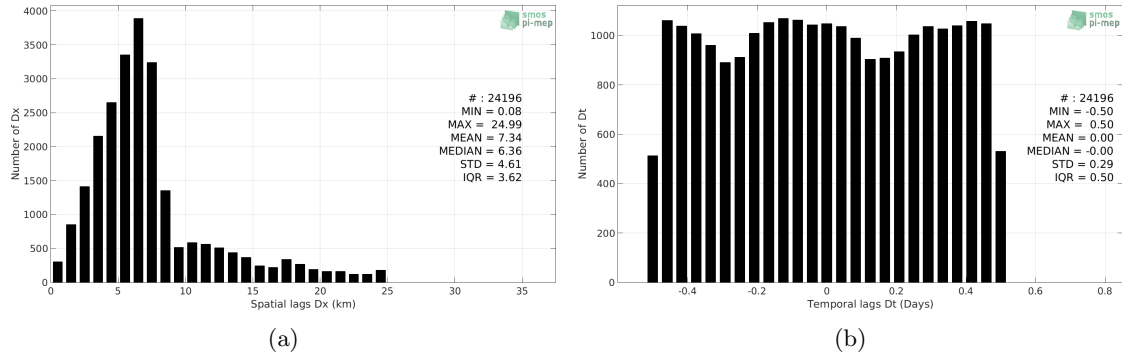 4000
3500
3000
2500
2000
1500
1000
500
0
Number of Dx
smos
pi-mep
# : 24196
MIN = 0.08
MAX =  24.99
MEAN = 7.34
MEDIAN = 6.36
STD = 4.61
IQR = 3.62
0 5 10 15 20 25 30 35
Spatial lags Dx (km)
(a)
1000
800
600
400
200
0
Number of Dt
smos
pi-mep
# : 24196
MIN = -0.50
MAX =  0.50
MEAN = 0.00
MEDIAN = -0.00
STD = 0.29
IQR = 0.50
-0.4 -0.2 0 0.2 0.4 0.6 0.8
Temporal lags Dt (Days)
(b)